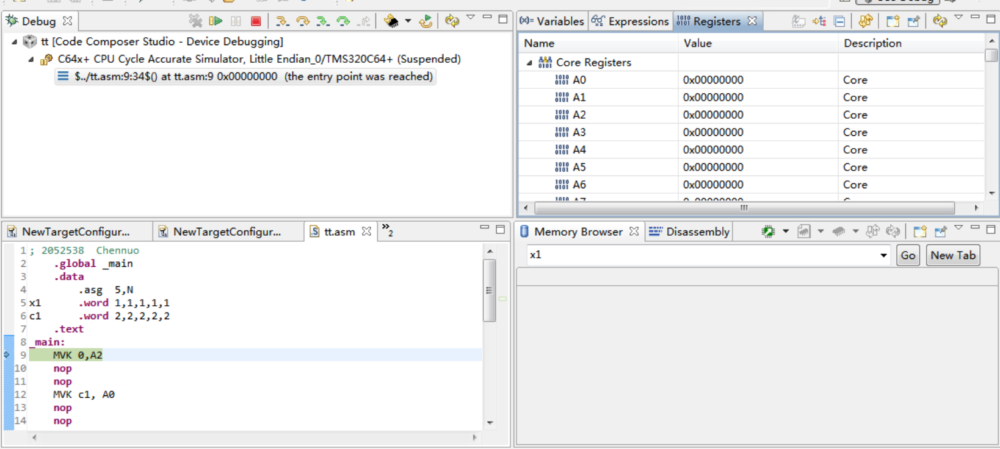 Debug
tt [Code Composer Studio - Device Debugging]
C64x+ CPU Cycle Accurate Simulator, Little Endian_0/TMS320C64+ (Suspended)
$../tt.asm:9:34$() at tt.asm:9 0x00000000 (the entry point was reached)
(x)= Variables Expressions Registers
Name Value Description
Core Registers
A0 0x00000000 Core
A1 0x00000000 Core
A2 0x00000000 Core
A3 0x00000000 Core
A4 0x00000000 Core
A5 0x00000000 Core
A6 0x00000000 Core
NewTargetConfigur... NewTargetConfigur... tt.asm »2
1 ; 2052538 Chennuo
2 .global _main
3 .data
4 .asg 5,N
5 x1 .word 1,1,1,1,1
6 c1 .word 2,2,2,2,2
7 .text
8 _main:
9 MVK 0,A2
10 nop
11 nop
12 MVK c1, A0
13 nop
14 nop
Memory Browser Disassembly
x1 Go New Tab